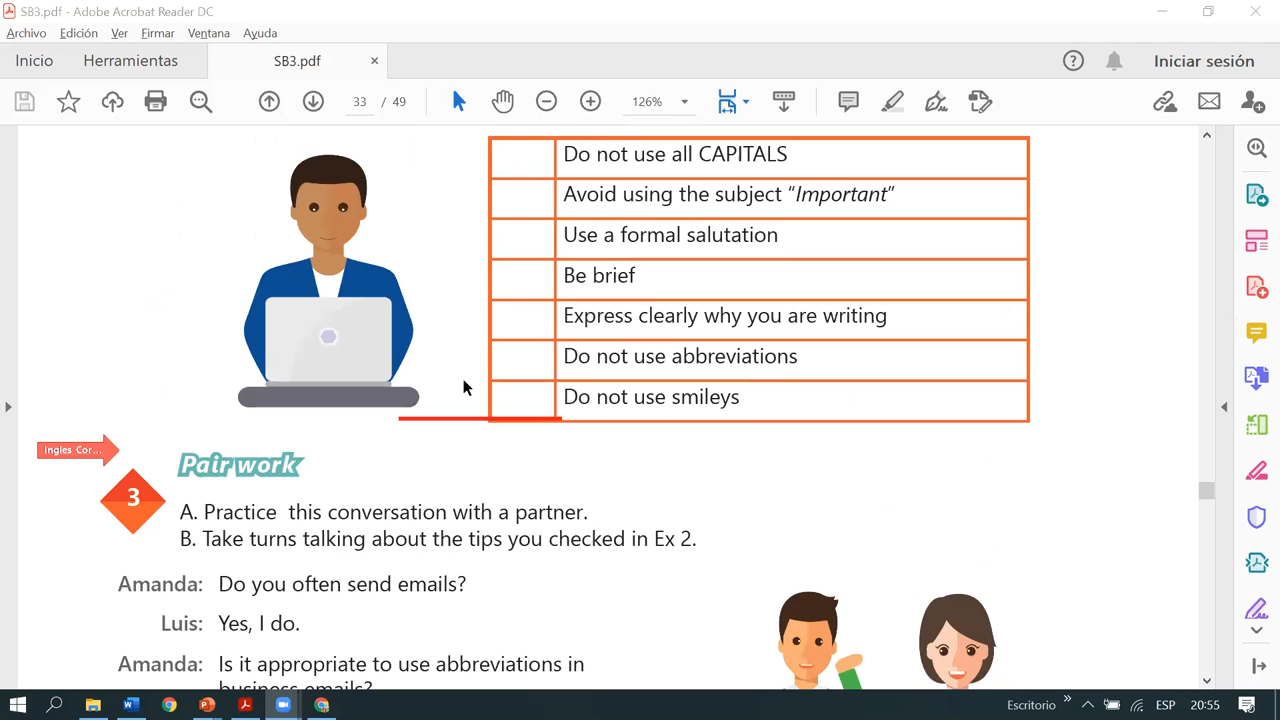 SB3.pdf - Adobe Acrobat Reader DC
Archivo Edición Ver Firmar Ventana Ayuda
Inicio Herramientas SB3.pdf × Iniciar sesión
33 / 49 126%
Do not use all CAPITALS
Avoid using the subject “Important”
Use a formal salutation
Be brief
Express clearly why you are writing
Do not use abbreviations
Do not use smileys
Ingles Cor...
Pair work
3
A. Practice this conversation with a partner.
B. Take turns talking about the tips you checked in Ex 2.
Amanda: Do you often send emails?
Luis: Yes, I do.
Amanda: Is it appropriate to use abbreviations in
business emails?
Escritorio » ESP 20:55